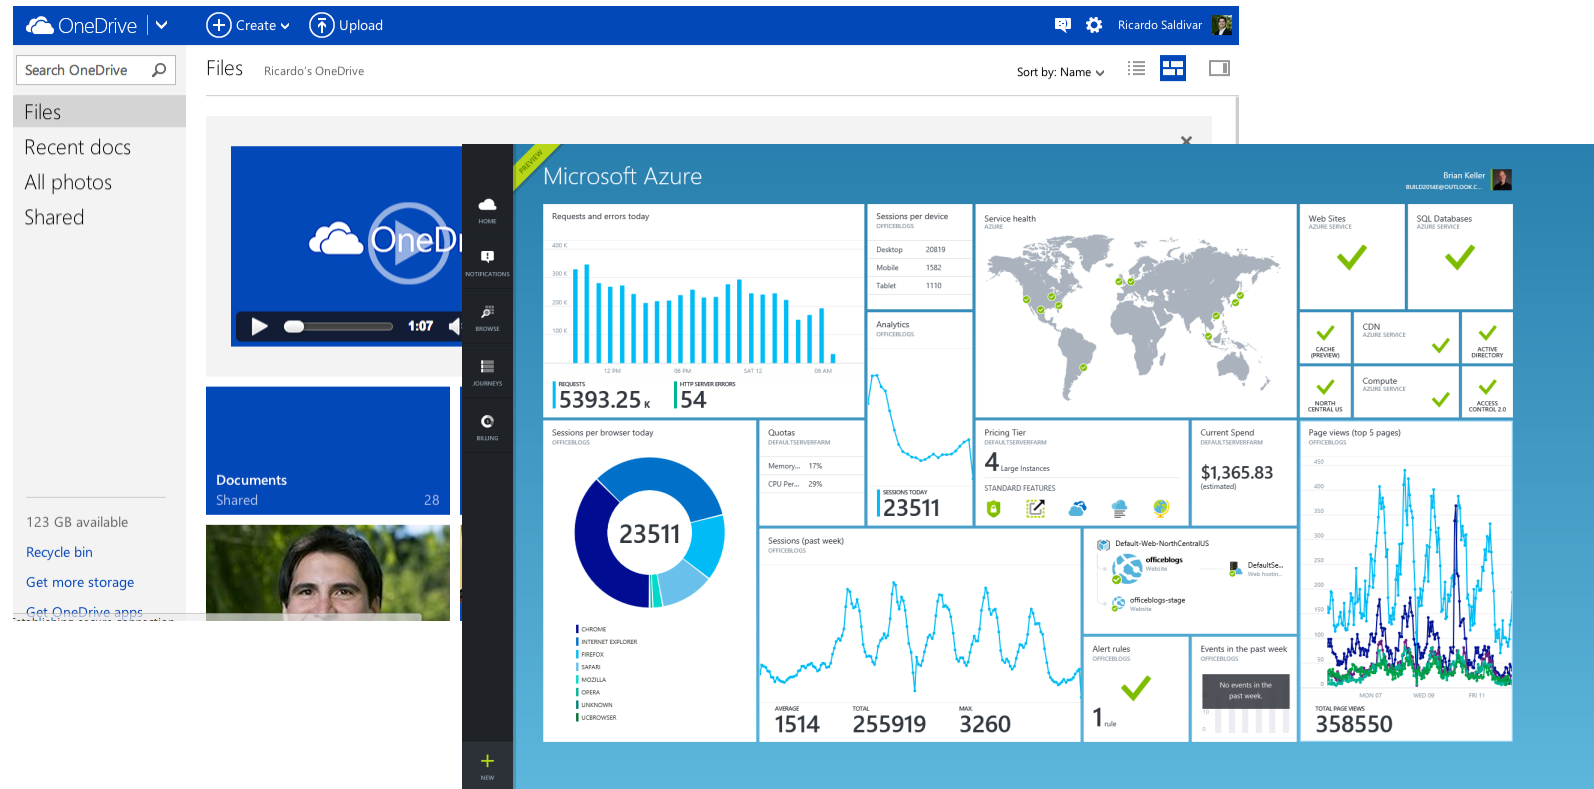 OneDrive
Create
Upload
Ricardo Saldivar
Search OneDrive
Files
Ricardo's OneDrive
Sort by: Name
Files
Recent docs
All photos
Shared
OneDri
1:07
Documents
Shared
28
123 GB available
Recycle bin
Get more storage
Get OneDrive apps
PREVIEW
Microsoft Azure
Brian Keller
BUILD2014E@OUTLOOK.C...
HOME
NOTIFICATIONS
BROWSE
JOURNEYS
BILLING
NEW
Requests and errors today
400 K
300 K
200 K
100 K
12 PM
06 PM
SAT 12
06 AM
REQUESTS
5393.25 K
HTTP SERVER ERRORS
54
Sessions per device
OFFICEBLOGS
Desktop 20819
Mobile 1582
Tablet 1110
Analytics
SESSIONS TODAY
23511
Service health
AZURE
Web Sites
AZURE SERVICE
SQL Databases
AZURE SERVICE
CACHE
(PREVIEW)
CDN
AZURE SERVICE
ACTIVE
DIRECTORY
NORTH
CENTRAL US
Compute
AZURE SERVICE
ACCESS
CONTROL 2.0
Sessions per browser today
OFFICEBLOGS
23511
CHROME
INTERNET EXPLORER
FIREFOX
SAFARI
MOZILLA
OPERA
UNKNOWN
UCBROWSER
Quotas
DEFAULTSERVERFARM
Memory... 17%
CPU Per... 29%
Pricing Tier
DEFAULTSERVERFARM
4 Large Instances
STANDARD FEATURES
Current Spend
DEFAULTSERVERFARM
$1,365.83
(estimated)
Page views (top 5 pages)
OFFICEBLOGS
450
400
350
300
250
200
150
100
50
0
MON 07
WED 09
FRI 11
TOTAL PAGE VIEWS
358550
Sessions (past week)
OFFICEBLOGS
AVERAGE
1514
TOTAL
255919
MAX.
3260
Default-Web-NorthCentralUS
officeblogs
Website
DefaultSe...
Web hostin...
officeblogs-stage
Website
Alert rules
OFFICEBLOGS
1 rule
Events in the past week
OFFICEBLOGS
No events in the
past week.
10
0